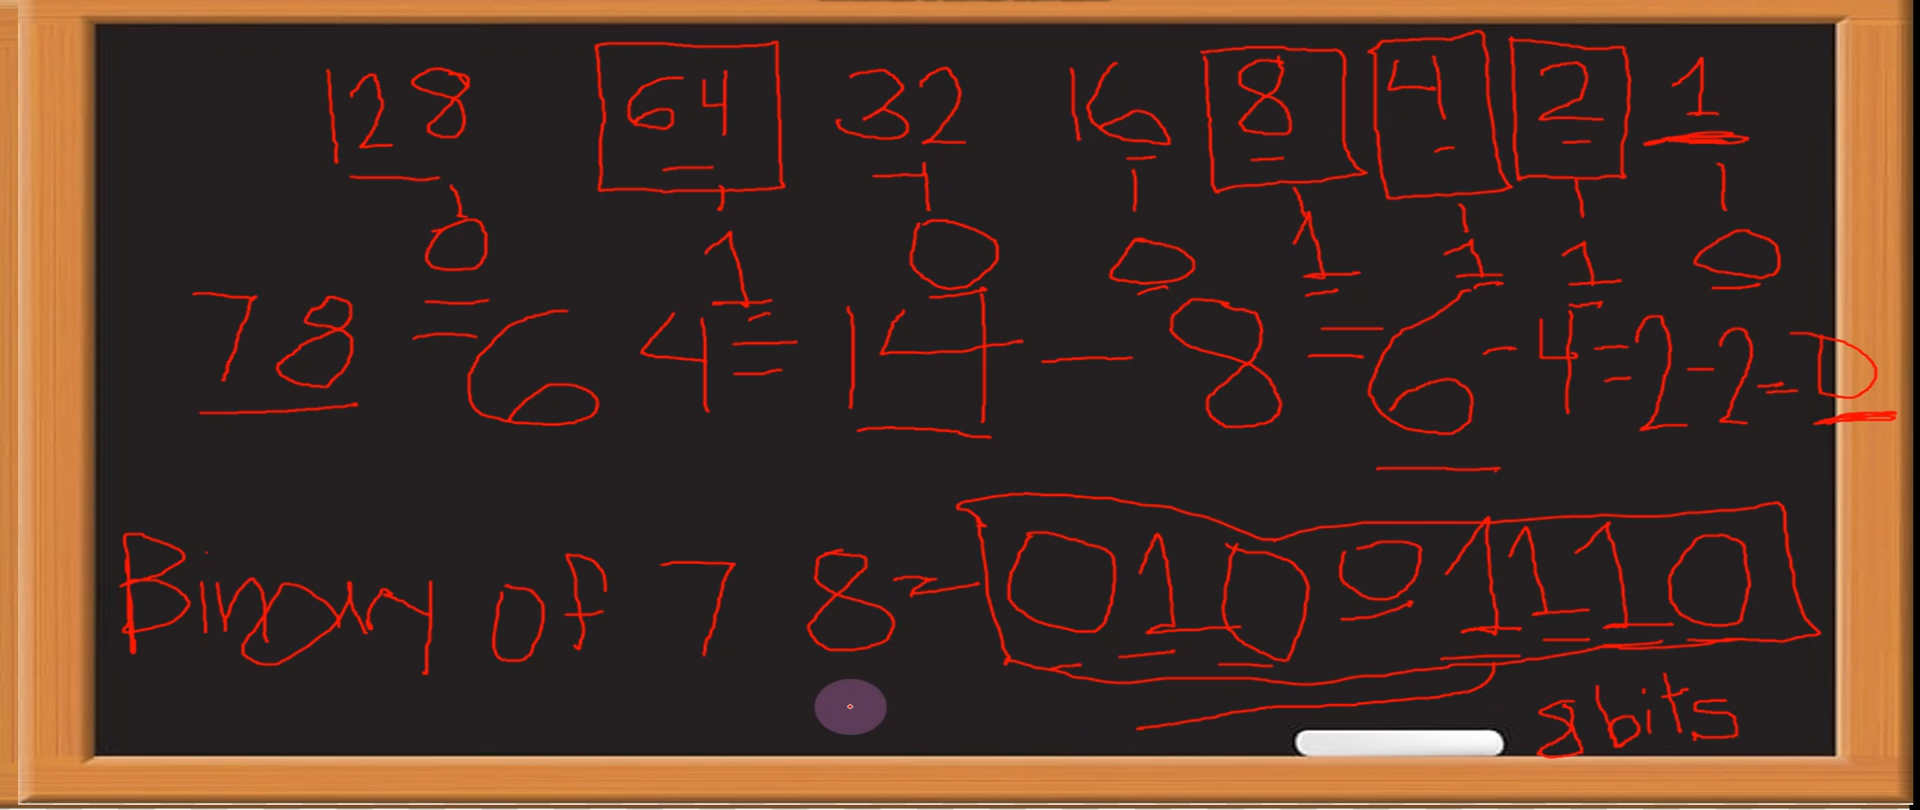 128 64 32 16 8 4 2 1
0 1 0 0 1 1 1 0
78 - 64 = 14 - 8 = 6 - 4 = 2 - 2 = 0
Binary of 78 = 01001110
8 bits